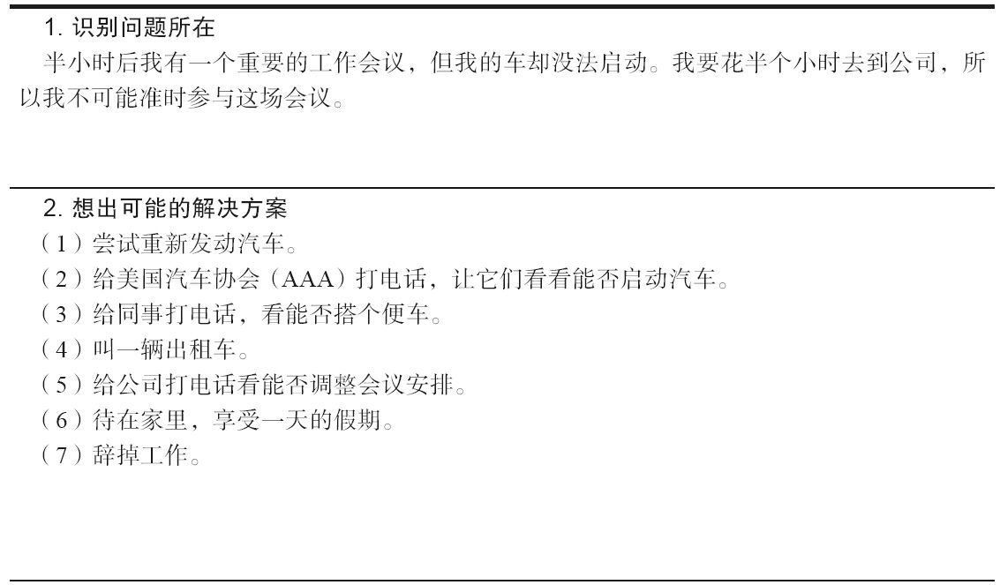 1. 识别问题所在
半小时后我有一个重要的工作会议，但我的车却没法启动。我要花半个小时去到公司，所
以我不可能准时参与这场会议。
2. 想出可能的解决方案
（1）尝试重新发动汽车。
（2）给美国汽车协会（AAA）打电话，让它们看看能否启动汽车。
（3）给同事打电话，看能否搭个便车。
（4）叫一辆出租车。
（5）给公司打电话看能否调整会议安排。
（6）待在家里，享受一天的假期。
（7）辞掉工作。